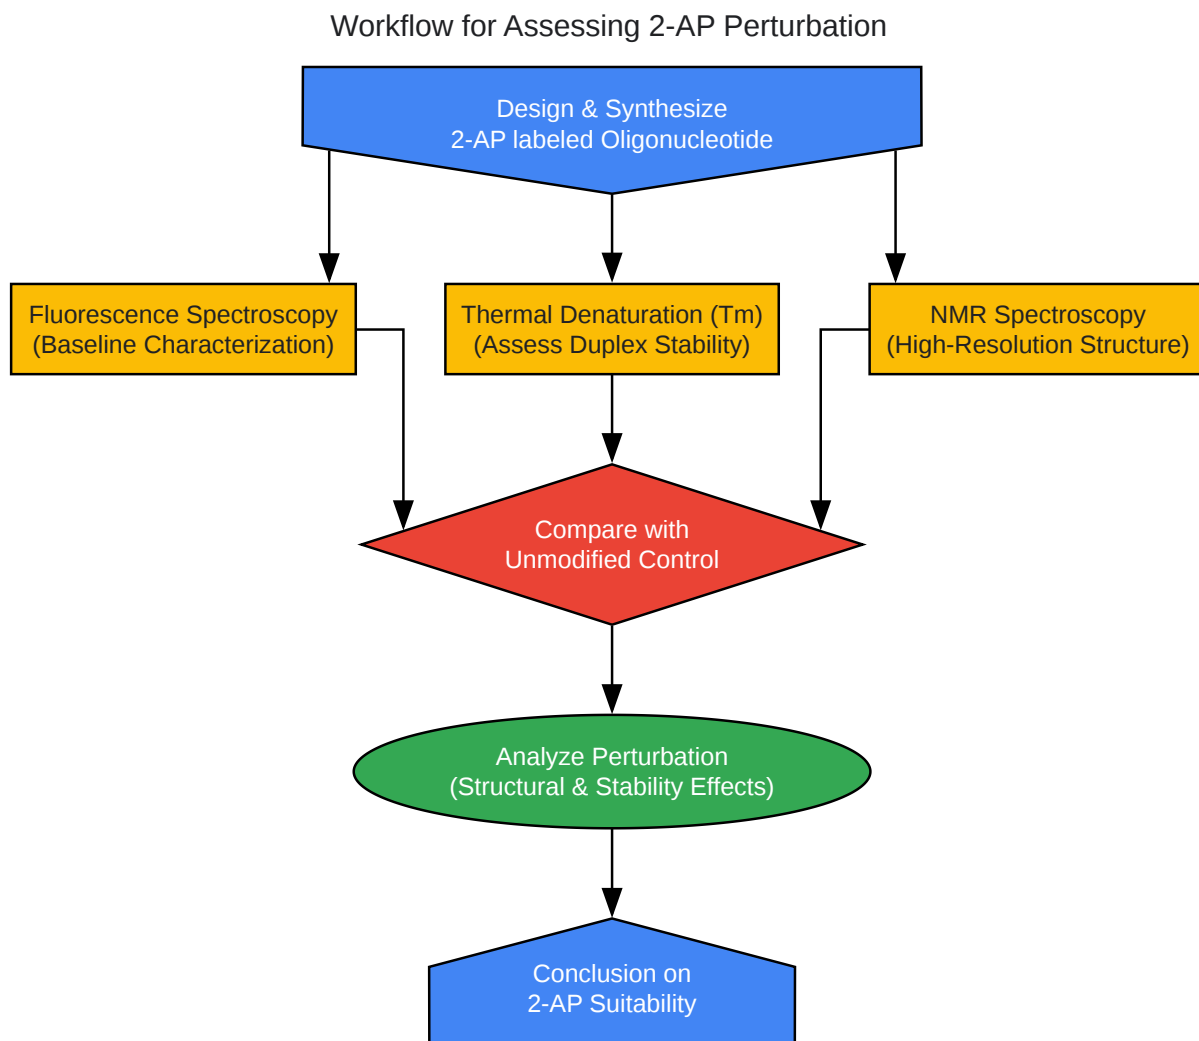 Workflow for Assessing 2-AP Perturbation
Design & Synthesize
2-AP labeled Oligonucleotide
Fluorescence Spectroscopy
(Baseline Characterization)
Thermal Denaturation (Tm)
(Assess Duplex Stability)
NMR Spectroscopy
(High-Resolution Structure)
Compare with
Unmodified Control
Analyze Perturbation
(Structural & Stability Effects)
Conclusion on
2-AP Suitability